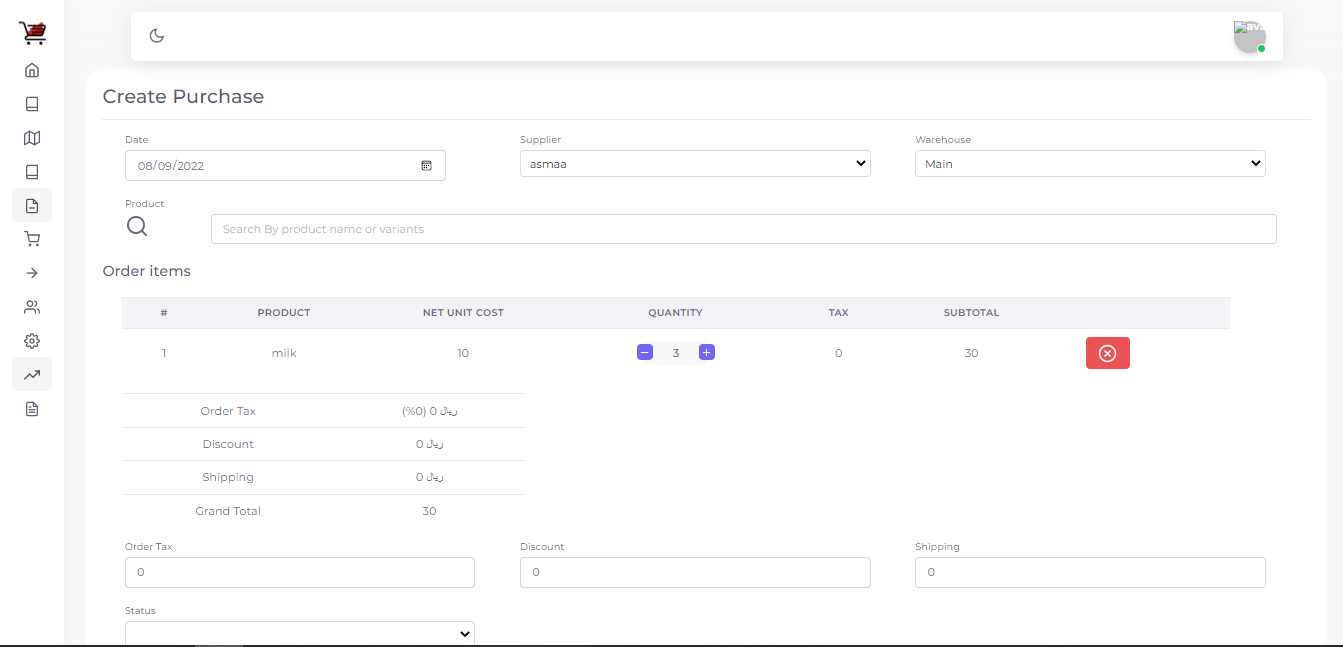 ava
Create Purchase
Date Supplier Warehouse
08/09/2022 asmaa Main
Product
Search By product name or variants
Order items
# PRODUCT NET UNIT COST QUANTITY TAX SUBTOTAL
1 milk 10 − 3 + 0 30
Order Tax (%0) 0 ريال
Discount 0 ريال
Shipping 0 ريال
Grand Total 30
Order Tax Discount Shipping
0 0 0
Status